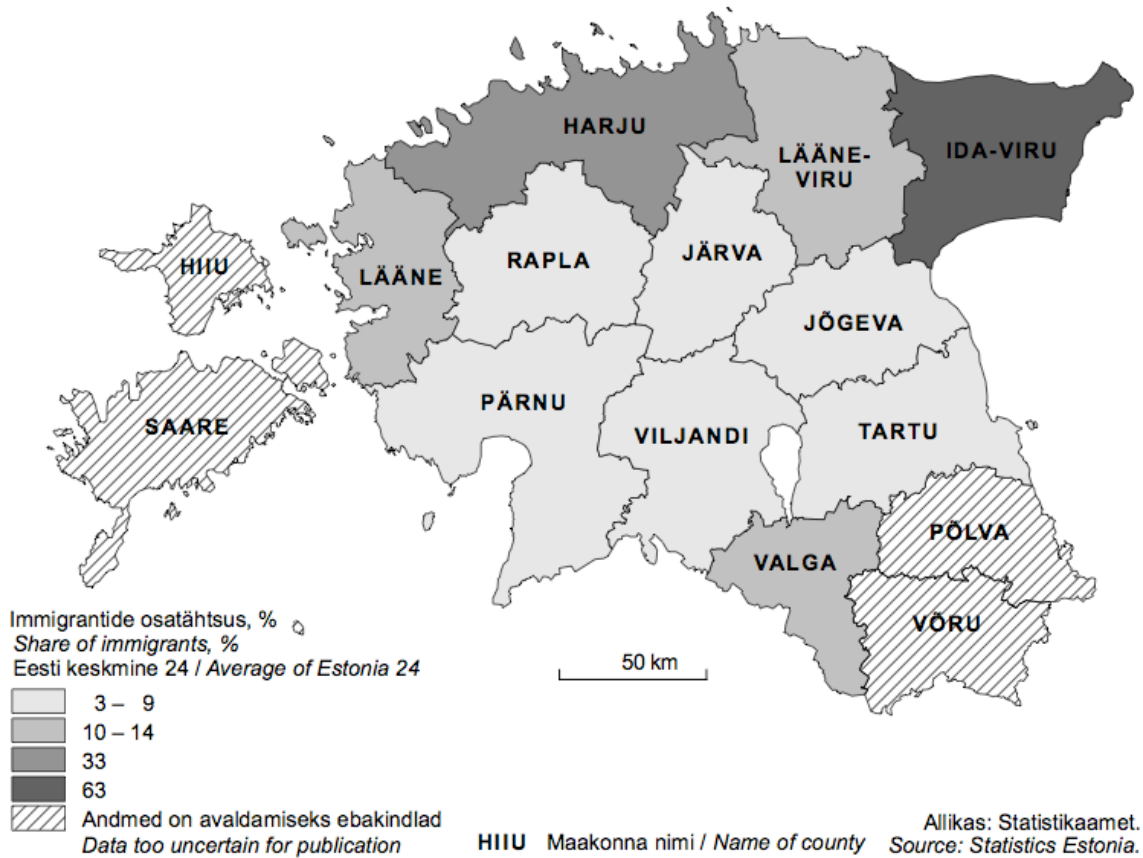 HARJU
LÄÄNE-
VIRU
IDA-VIRU
HIIU
LÄÄNE
RAPLA
JÄRVA
JÕGEVA
SAARE
PÄRNU
VILJANDI
TARTU
PÕLVA
VALGA
VÕRU
Immigrantide osatähtsus, %
Share of immigrants, %
Eesti keskmine 24 / Average of Estonia 24
3 – 9
10 – 14
33
63
Andmed on avaldamiseks ebakindlad
Data too uncertain for publication
50 km
HIIU Maakonna nimi / Name of county
Allikas: Statistikaamet.
Source: Statistics Estonia.